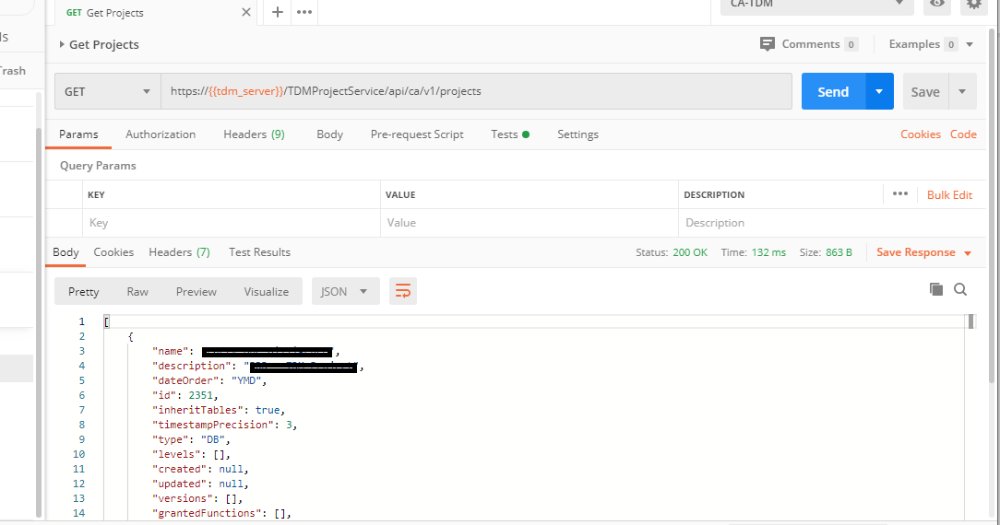 GET Get Projects
CA-TDM
Get Projects Comments 0 Examples 0
Trash
GET https://{{tdm_server}}/TDMProjectService/api/ca/v1/projects Send Save
Params Authorization Headers (9) Body Pre-request Script Tests Settings Cookies Code
Query Params
KEY VALUE DESCRIPTION ••• Bulk Edit
Key Value Description
Body Cookies Headers (7) Test Results Status: 200 OK Time: 132 ms Size: 863 B Save Response
Pretty Raw Preview Visualize JSON
1 [
2 {
3 "name": ",
4 "description": "",
5 "dateOrder": "YMD",
6 "id": 2351,
7 "inheritTables": true,
8 "timestampPrecision": 3,
9 "type": "DB",
10 "levels": [],
11 "created": null,
12 "updated": null,
13 "versions": [],
14 "grantedFunctions": [],